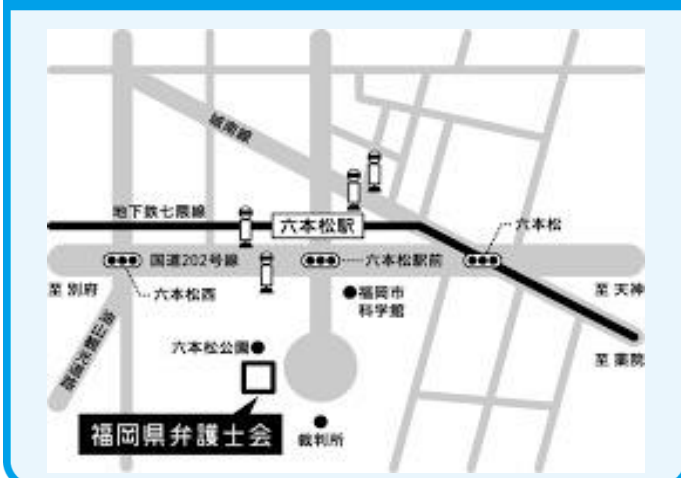 城南線
地下鉄七隈線
六本松駅
六本松
国道202号線
六本松駅前
至 別府
六本松西
福岡市
科学館
至 天神
六本松公園
至 薬院
福岡県弁護士会
裁判所